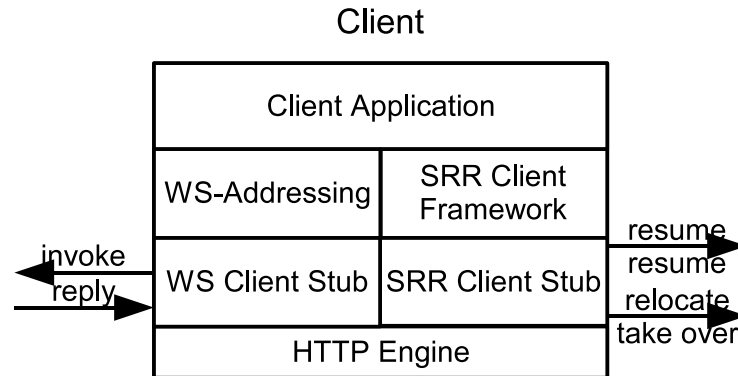 Client
Client Application
WS-Addressing
SRR Client
Framework
invoke
reply
WS Client Stub
SRR Client Stub
resume
resume
relocate
take over
HTTP Engine